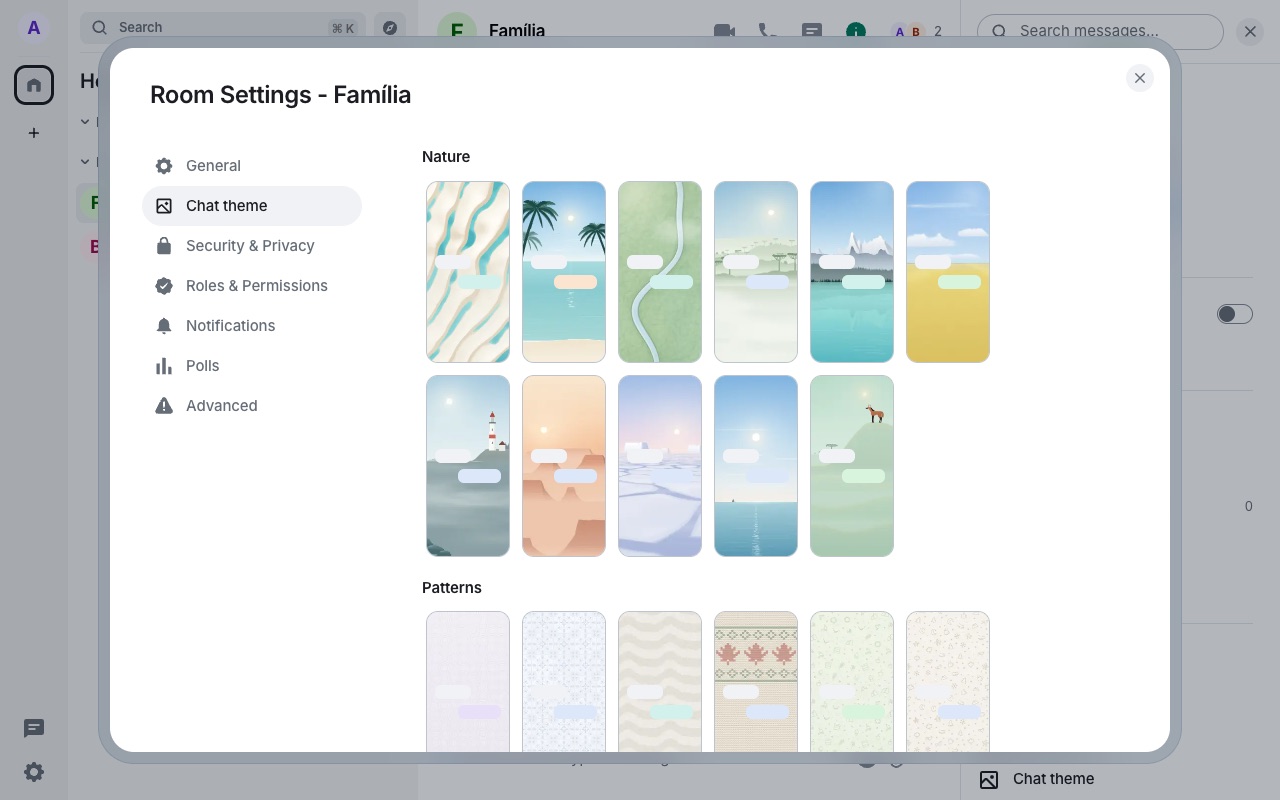 A
Search
⌘ K
F
Família
A B 2
Search messages...
Room Settings - Família
General
Chat theme
Security & Privacy
Roles & Permissions
Notifications
Polls
Advanced
Nature
Patterns
0
Chat theme